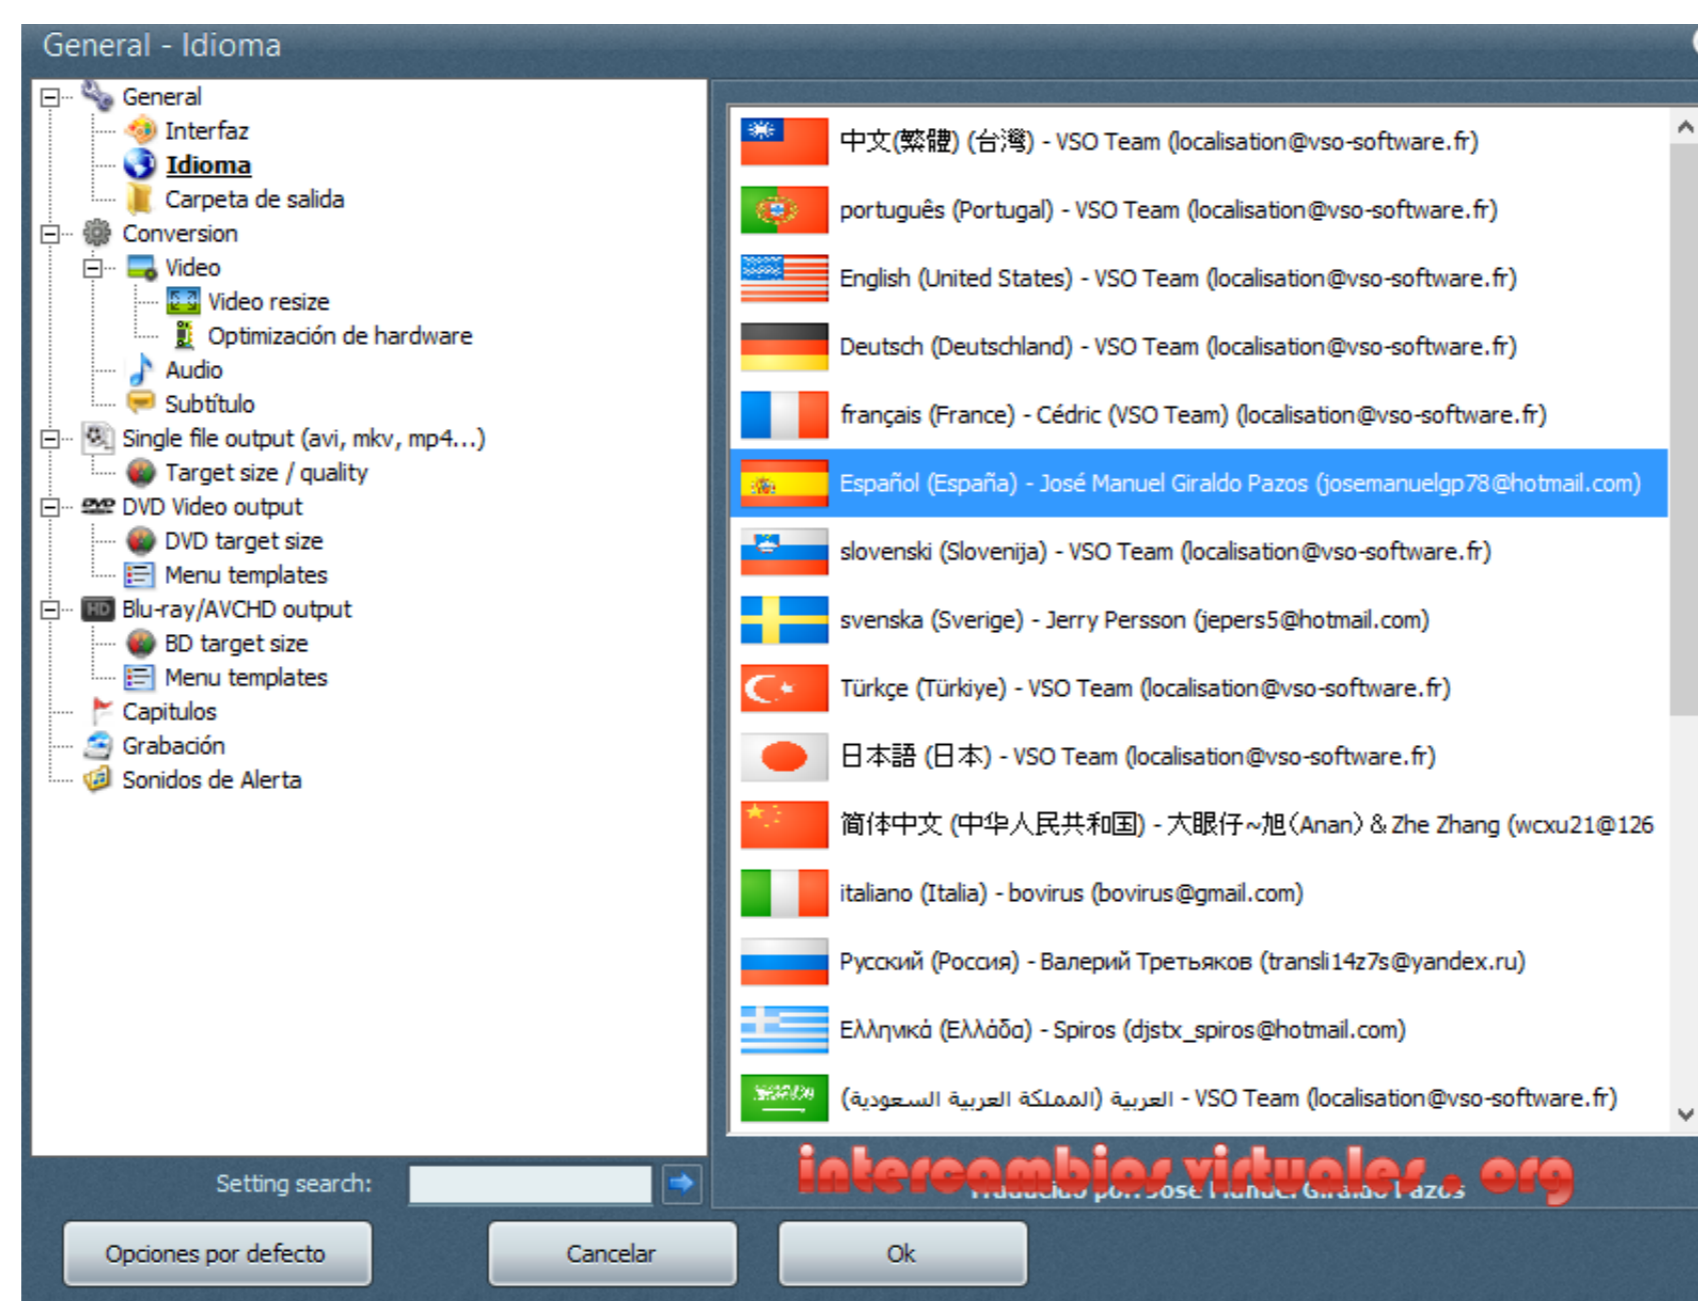 General - Idioma
General
Interfaz
Idioma
Carpeta de salida
Conversion
Video
Video resize
Optimización de hardware
Audio
Subtítulo
Single file output (avi, mkv, mp4...)
Target size / quality
DVD Video output
DVD target size
Menu templates
Blu-ray/AVCHD output
BD target size
Menu templates
Capitulos
Grabación
Sonidos de Alerta
中文(繁體) (台灣) - VSO Team (localisation@vso-software.fr)
português (Portugal) - VSO Team (localisation@vso-software.fr)
English (United States) - VSO Team (localisation@vso-software.fr)
Deutsch (Deutschland) - VSO Team (localisation@vso-software.fr)
français (France) - Cédric (VSO Team) (localisation@vso-software.fr)
Español (España) - José Manuel Giraldo Pazos (josemanuelgp78@hotmail.com)
slovenski (Slovenija) - VSO Team (localisation@vso-software.fr)
svenska (Sverige) - Jerry Persson (jepers5@hotmail.com)
Türkçe (Türkiye) - VSO Team (localisation@vso-software.fr)
日本語 (日本) - VSO Team (localisation@vso-software.fr)
简体中文 (中华人民共和国) - 大眼仔~旭（Anan）& Zhe Zhang (wcxu21@126
italiano (Italia) - bovirus (bovirus@gmail.com)
Русский (Россия) - Валерий Третьяков (transli14z7s@yandex.ru)
Ελληνικά (Ελλάδα) - Spiros (djstx_spiros@hotmail.com)
العربية (المملكة العربية السعودية) - VSO Team (localisation@vso-software.fr)
intercambios virtuales . org
Traducido por: José Manuel Giraldo Pazos
Setting search:
Opciones por defecto
Cancelar
Ok